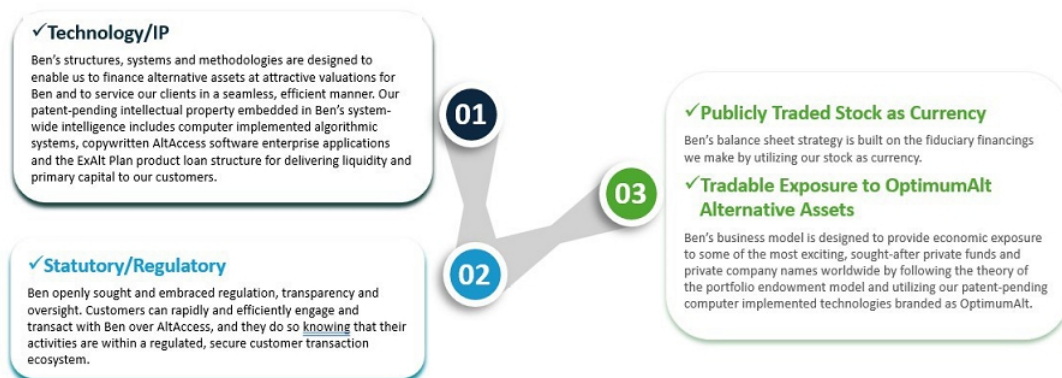 ✓Technology/IP
Ben's structures, systems and methodologies are designed to
enable us to finance alternative assets at attractive valuations for
Ben and to service our clients in a seamless, efficient manner. Our
patent-pending intellectual property embedded in Ben's system-
wide intelligence includes computer implemented algorithmic
systems, copywritten AltAccess software enterprise applications
and the ExAlt Plan product loan structure for delivering liquidity and
primary capital to our customers.
01
✓Statutory/Regulatory
Ben openly sought and embraced regulation, transparency and
oversight. Customers can rapidly and efficiently engage and
transact with Ben over AltAccess, and they do so knowing that their
activities are within a regulated, secure customer transaction
ecosystem.
02
03
✓Publicly Traded Stock as Currency
Ben's balance sheet strategy is built on the fiduciary financings
we make by utilizing our stock as currency.
✓Tradable Exposure to OptimumAlt
Alternative Assets
Ben's business model is designed to provide economic exposure
to some of the most exciting, sought-after private funds and
private company names worldwide by following the theory of
the portfolio endowment model and utilizing our patent-pending
computer implemented technologies branded as OptimumAlt.